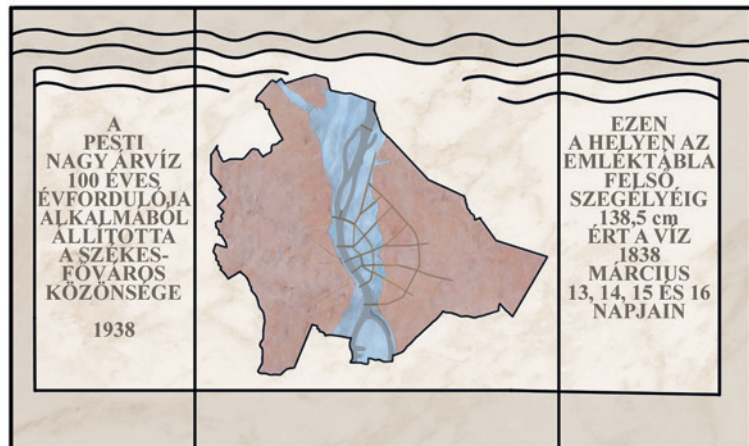 A
PESTI
NAGY ÁRVÍZ
100 ÉVES
ÉVFORDULÓJA
ALKALMÁBÓL
ÁLLÍTOTTA
A SZÉKES-
FŐVÁROS
KÖZÖNSÉGE
1938
EZEN
A HELYEN AZ
EMLÉKTÁBLA
FELSŐ
SZEGÉLYÉIG
138,5 cm
ÉRT A VÍZ
1838
MÁRCIUS
13, 14, 15 ÉS 16
NAPJAIN